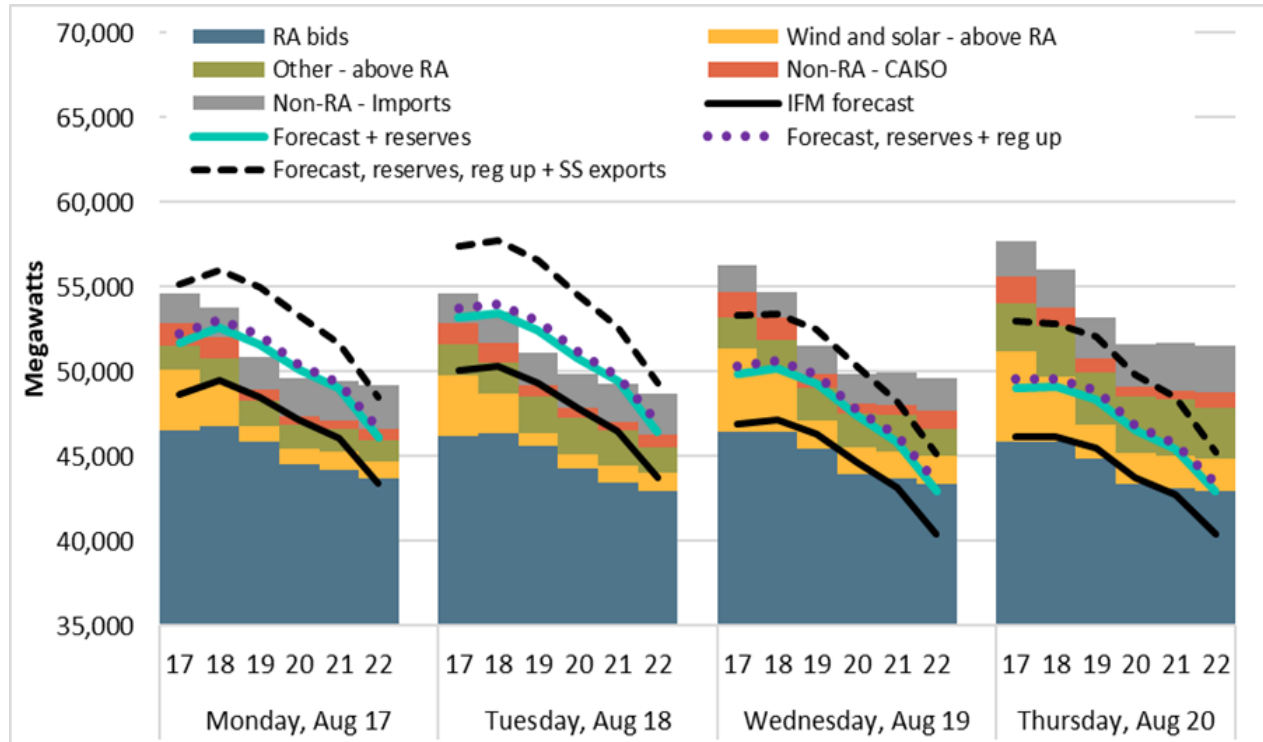 70,000
65,000
60,000
55,000
50,000
45,000
40,000
35,000
Megawatts
RA bids
Wind and solar - above RA
Other - above RA
Non-RA - CAISO
Non-RA - Imports
IFM forecast
Forecast + reserves
Forecast, reserves + reg up
Forecast, reserves, reg up + SS exports
17 18 19 20 21 22 17 18 19 20 21 22 17 18 19 20 21 22 17 18 19 20 21 22
Monday, Aug 17 Tuesday, Aug 18 Wednesday, Aug 19 Thursday, Aug 20